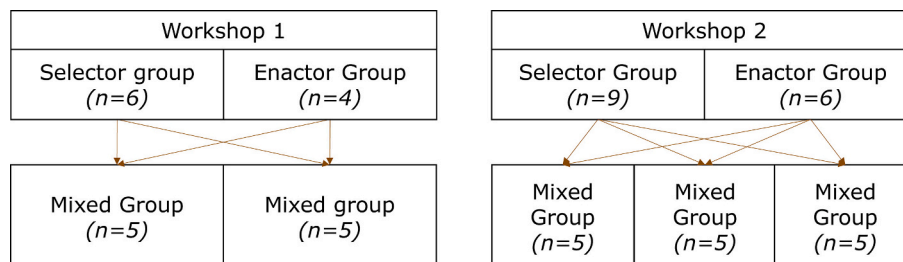 Workshop 1
Selector group
(n=6)
Enactor Group
(n=4)
Mixed Group
(n=5)
Mixed group
(n=5)
Workshop 2
Selector Group
(n=9)
Enactor Group
(n=6)
Mixed
Group
(n=5)
Mixed
Group
(n=5)
Mixed
Group
(n=5)